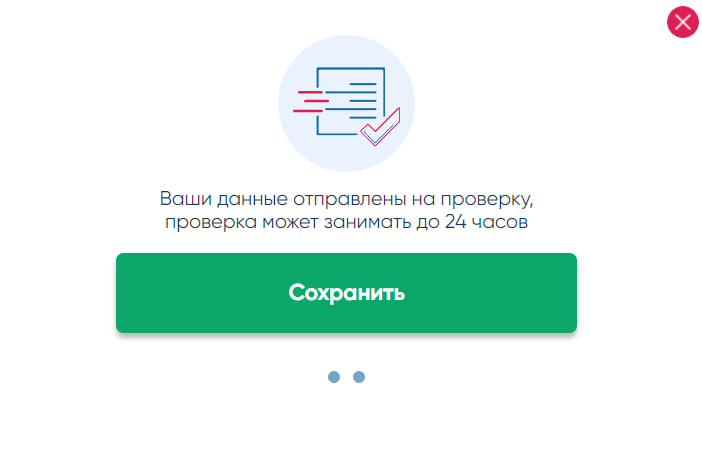 Ваши данные отправлены на проверку,
проверка может занимать до 24 часов
Сохранить